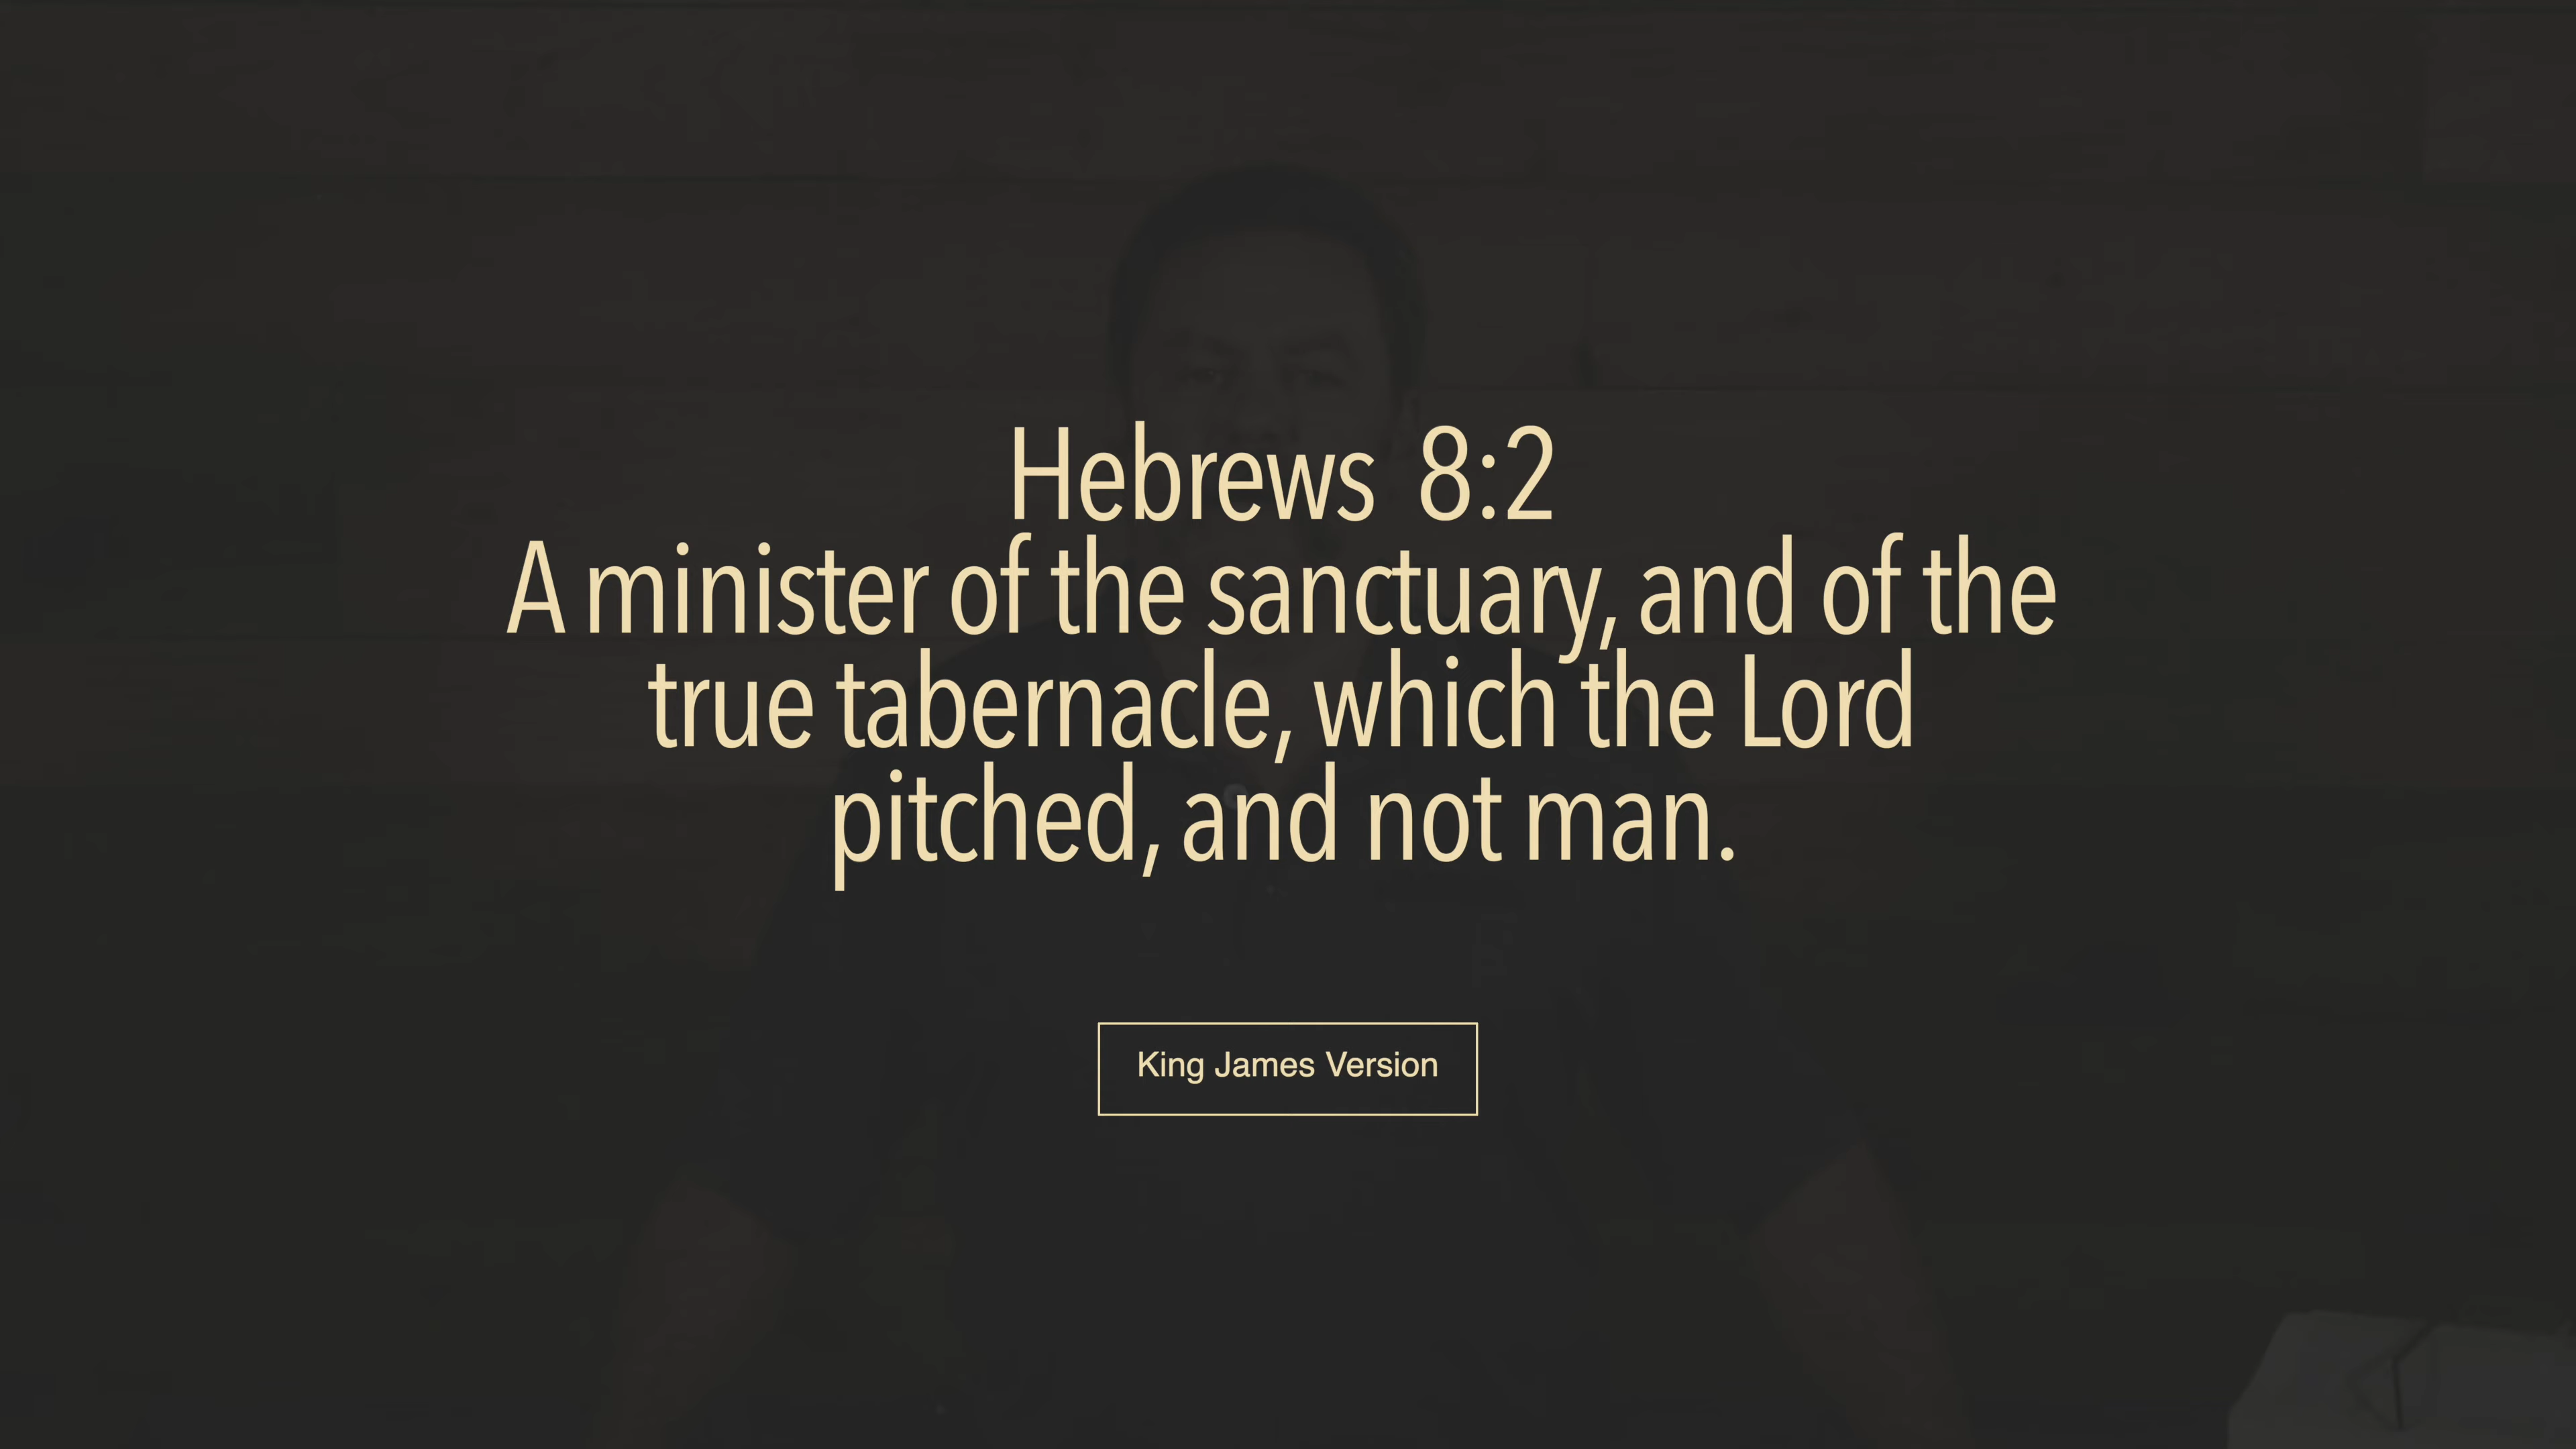 Hebrews 8:2
A minister of the sanctuary, and of the
true tabernacle, which the Lord
pitched, and not man.
King James Version